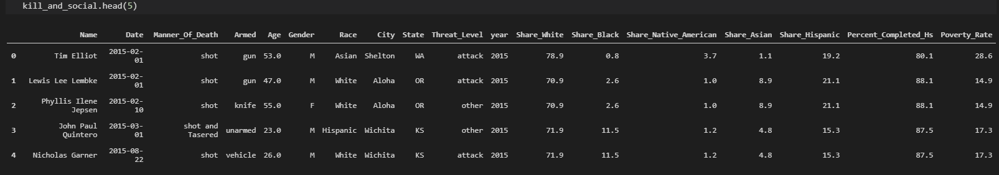 kill_and_social.head(5)
Name Date Manner_Of_Death Armed Age Gender Race City State Threat_Level year Share_White Share_Black Share_Native_American Share_Asian Share_Hispanic Percent_Completed_Hs Poverty_Rate
0 Tim Elliot 2015-02-
01 shot gun 53.0 M Asian Shelton WA attack 2015 78.9 0.8 3.7 1.1 19.2 80.1 28.6
1 Lewis Lee Lembke 2015-02-
01 shot gun 47.0 M White Aloha OR attack 2015 70.9 2.6 1.0 8.9 21.1 88.1 14.9
2 Phyllis Ilene
Jepsen 2015-02-
10 shot knife 55.0 F White Aloha OR other 2015 70.9 2.6 1.0 8.9 21.1 88.1 14.9
3 John Paul
Quintero 2015-03-
01 shot and
Tasered unarmed 23.0 M Hispanic Wichita KS other 2015 71.9 11.5 1.2 4.8 15.3 87.5 17.3
4 Nicholas Garner 2015-08-
22 shot vehicle 26.0 M White Wichita KS attack 2015 71.9 11.5 1.2 4.8 15.3 87.5 17.3